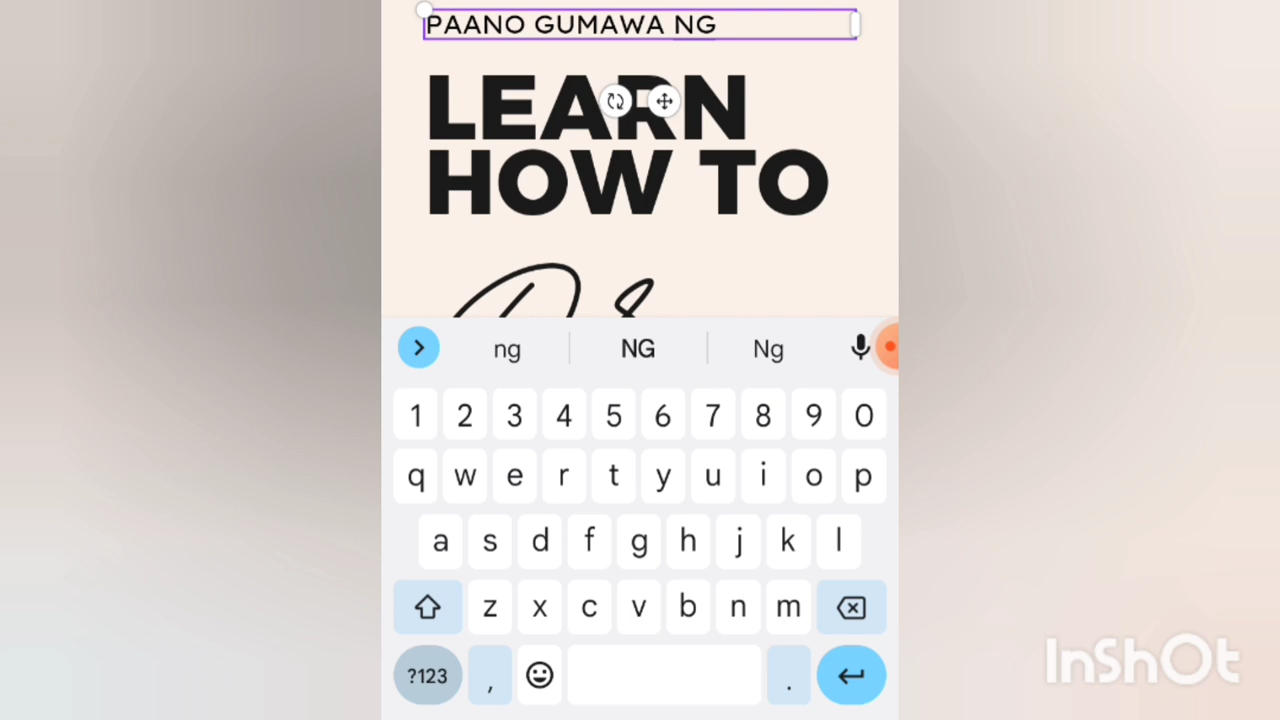 PAANO GUMAWA NG
LEARN
HOW TO
ng NG Ng
1 2 3 4 5 6 7 8 9 0
q w e r t y u i o p
a s d f g h j k l
z x c v b n m
?123 , .
InShOt